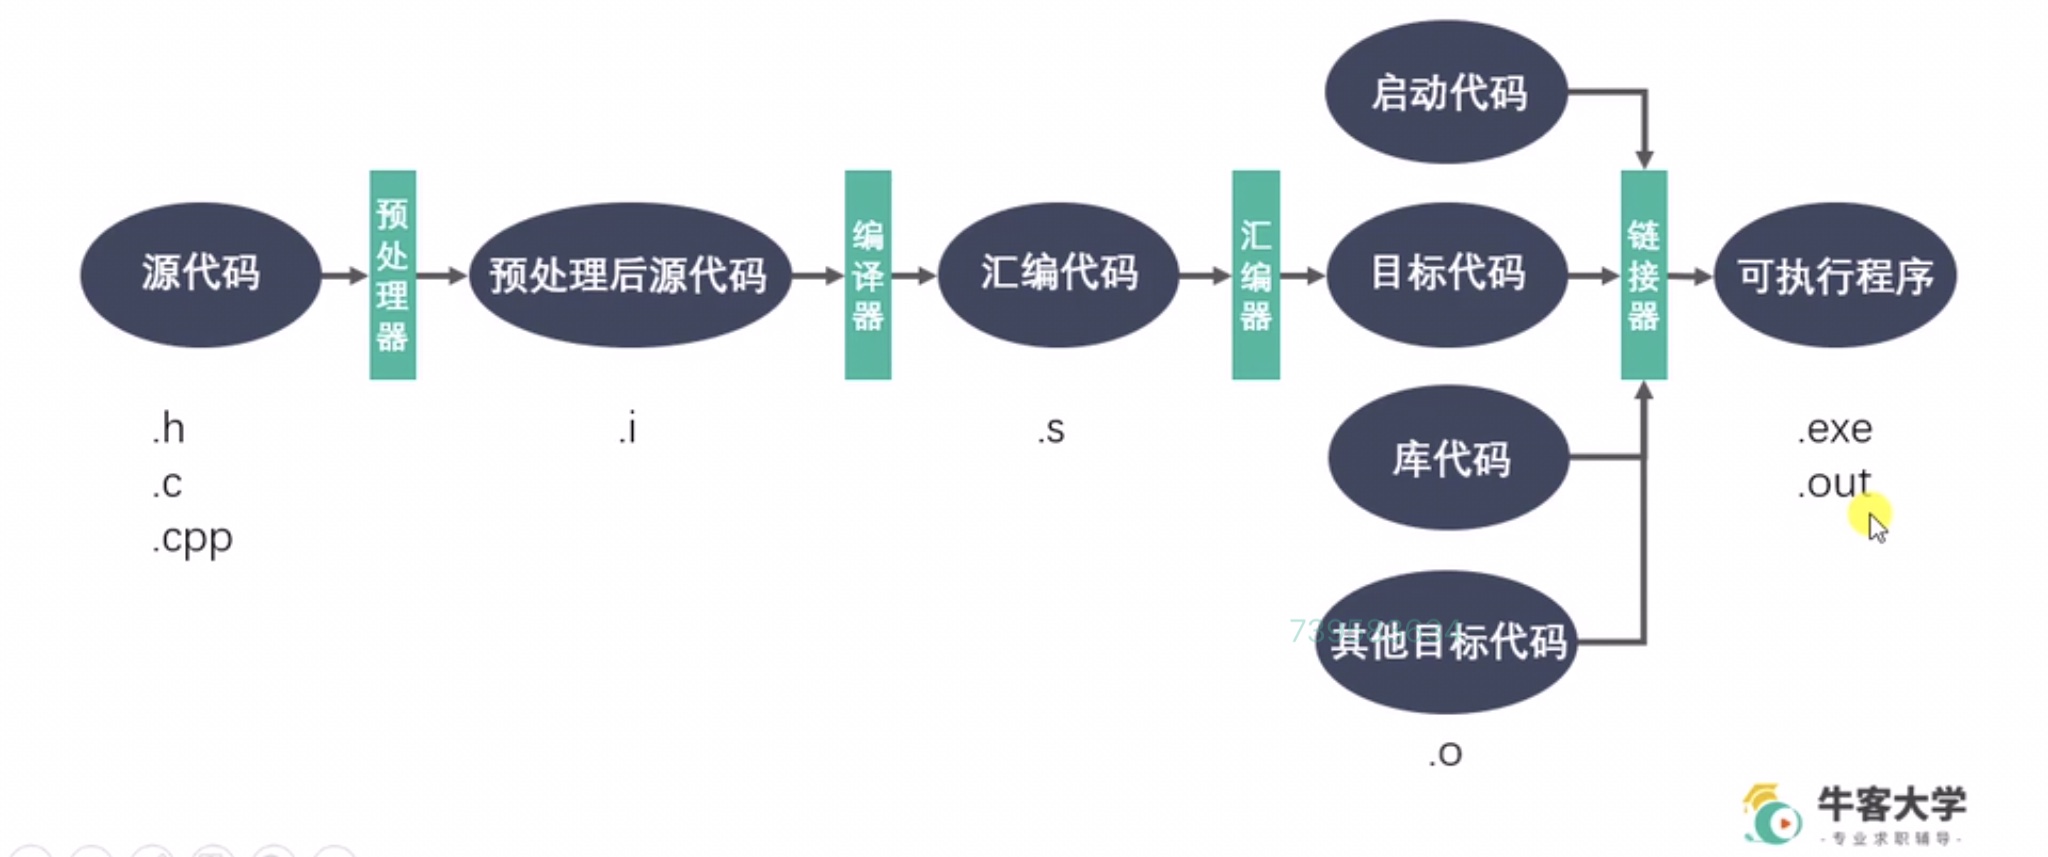 启动代码
源代码
预处理器
预处理后源代码
编译器
汇编代码
汇编器
目标代码
链接器
可执行程序
库代码
其他目标代码
.h
.c
.cpp
.i
.s
.o
.exe
.out
牛客大学
-专业求职辅导-